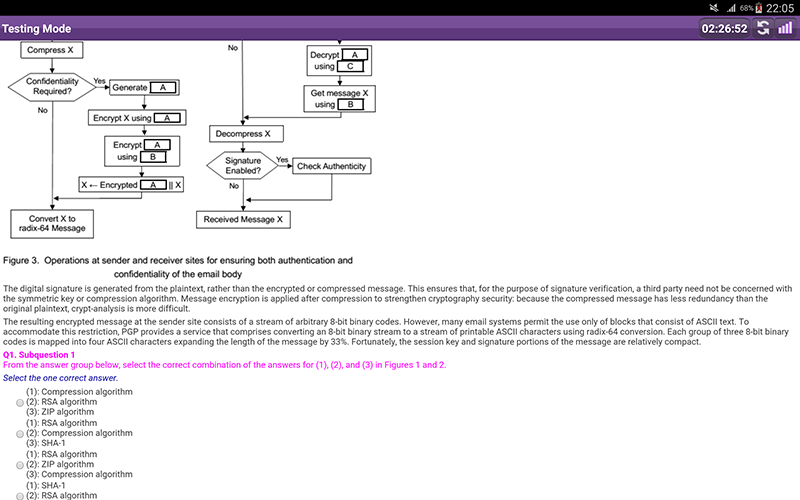 68% 22:05
Testing Mode
02:26:52
Compress X
Confidentiality
Required?
Yes
No
Generate A
Encrypt X using A
Encrypt A
using B
X ← Encrypted A || X
Convert X to
radix-64 Message
No
Decrypt A
using C
Get message X
using B
Decompress X
Signature
Enabled?
Yes
Check Authenticity
No
Received Message X
Figure 3. Operations at sender and receiver sites for ensuring both authentication and
confidentiality of the email body
The digital signature is generated from the plaintext, rather than the encrypted or compressed message. This ensures that, for the purpose of signature verification, a third party need not be concerned with
the symmetric key or compression algorithm. Message encryption is applied after compression to strengthen cryptography security: because the compressed message has less redundancy than the
original plaintext, crypt-analysis is more difficult.
The resulting encrypted message at the sender site consists of a stream of arbitrary 8-bit binary codes. However, many email systems permit the use only of blocks that consist of ASCII text. To
accommodate this restriction, PGP provides a service that comprises converting an 8-bit binary stream to a stream of printable ASCII characters using radix-64 conversion. Each group of three 8-bit binary
codes is mapped into four ASCII characters expanding the length of the message by 33%. Fortunately, the session key and signature portions of the message are relatively compact.
Q1. Subquestion 1
From the answer group below, select the correct combination of the answers for (1), (2), and (3) in Figures 1 and 2.
Select the one correct answer.
(1): Compression algorithm
(2): RSA algorithm
(3): ZIP algorithm
(1): RSA algorithm
(2): Compression algorithm
(3): SHA-1
(1): RSA algorithm
(2): ZIP algorithm
(3): Compression algorithm
(1): SHA-1
(2): RSA algorithm